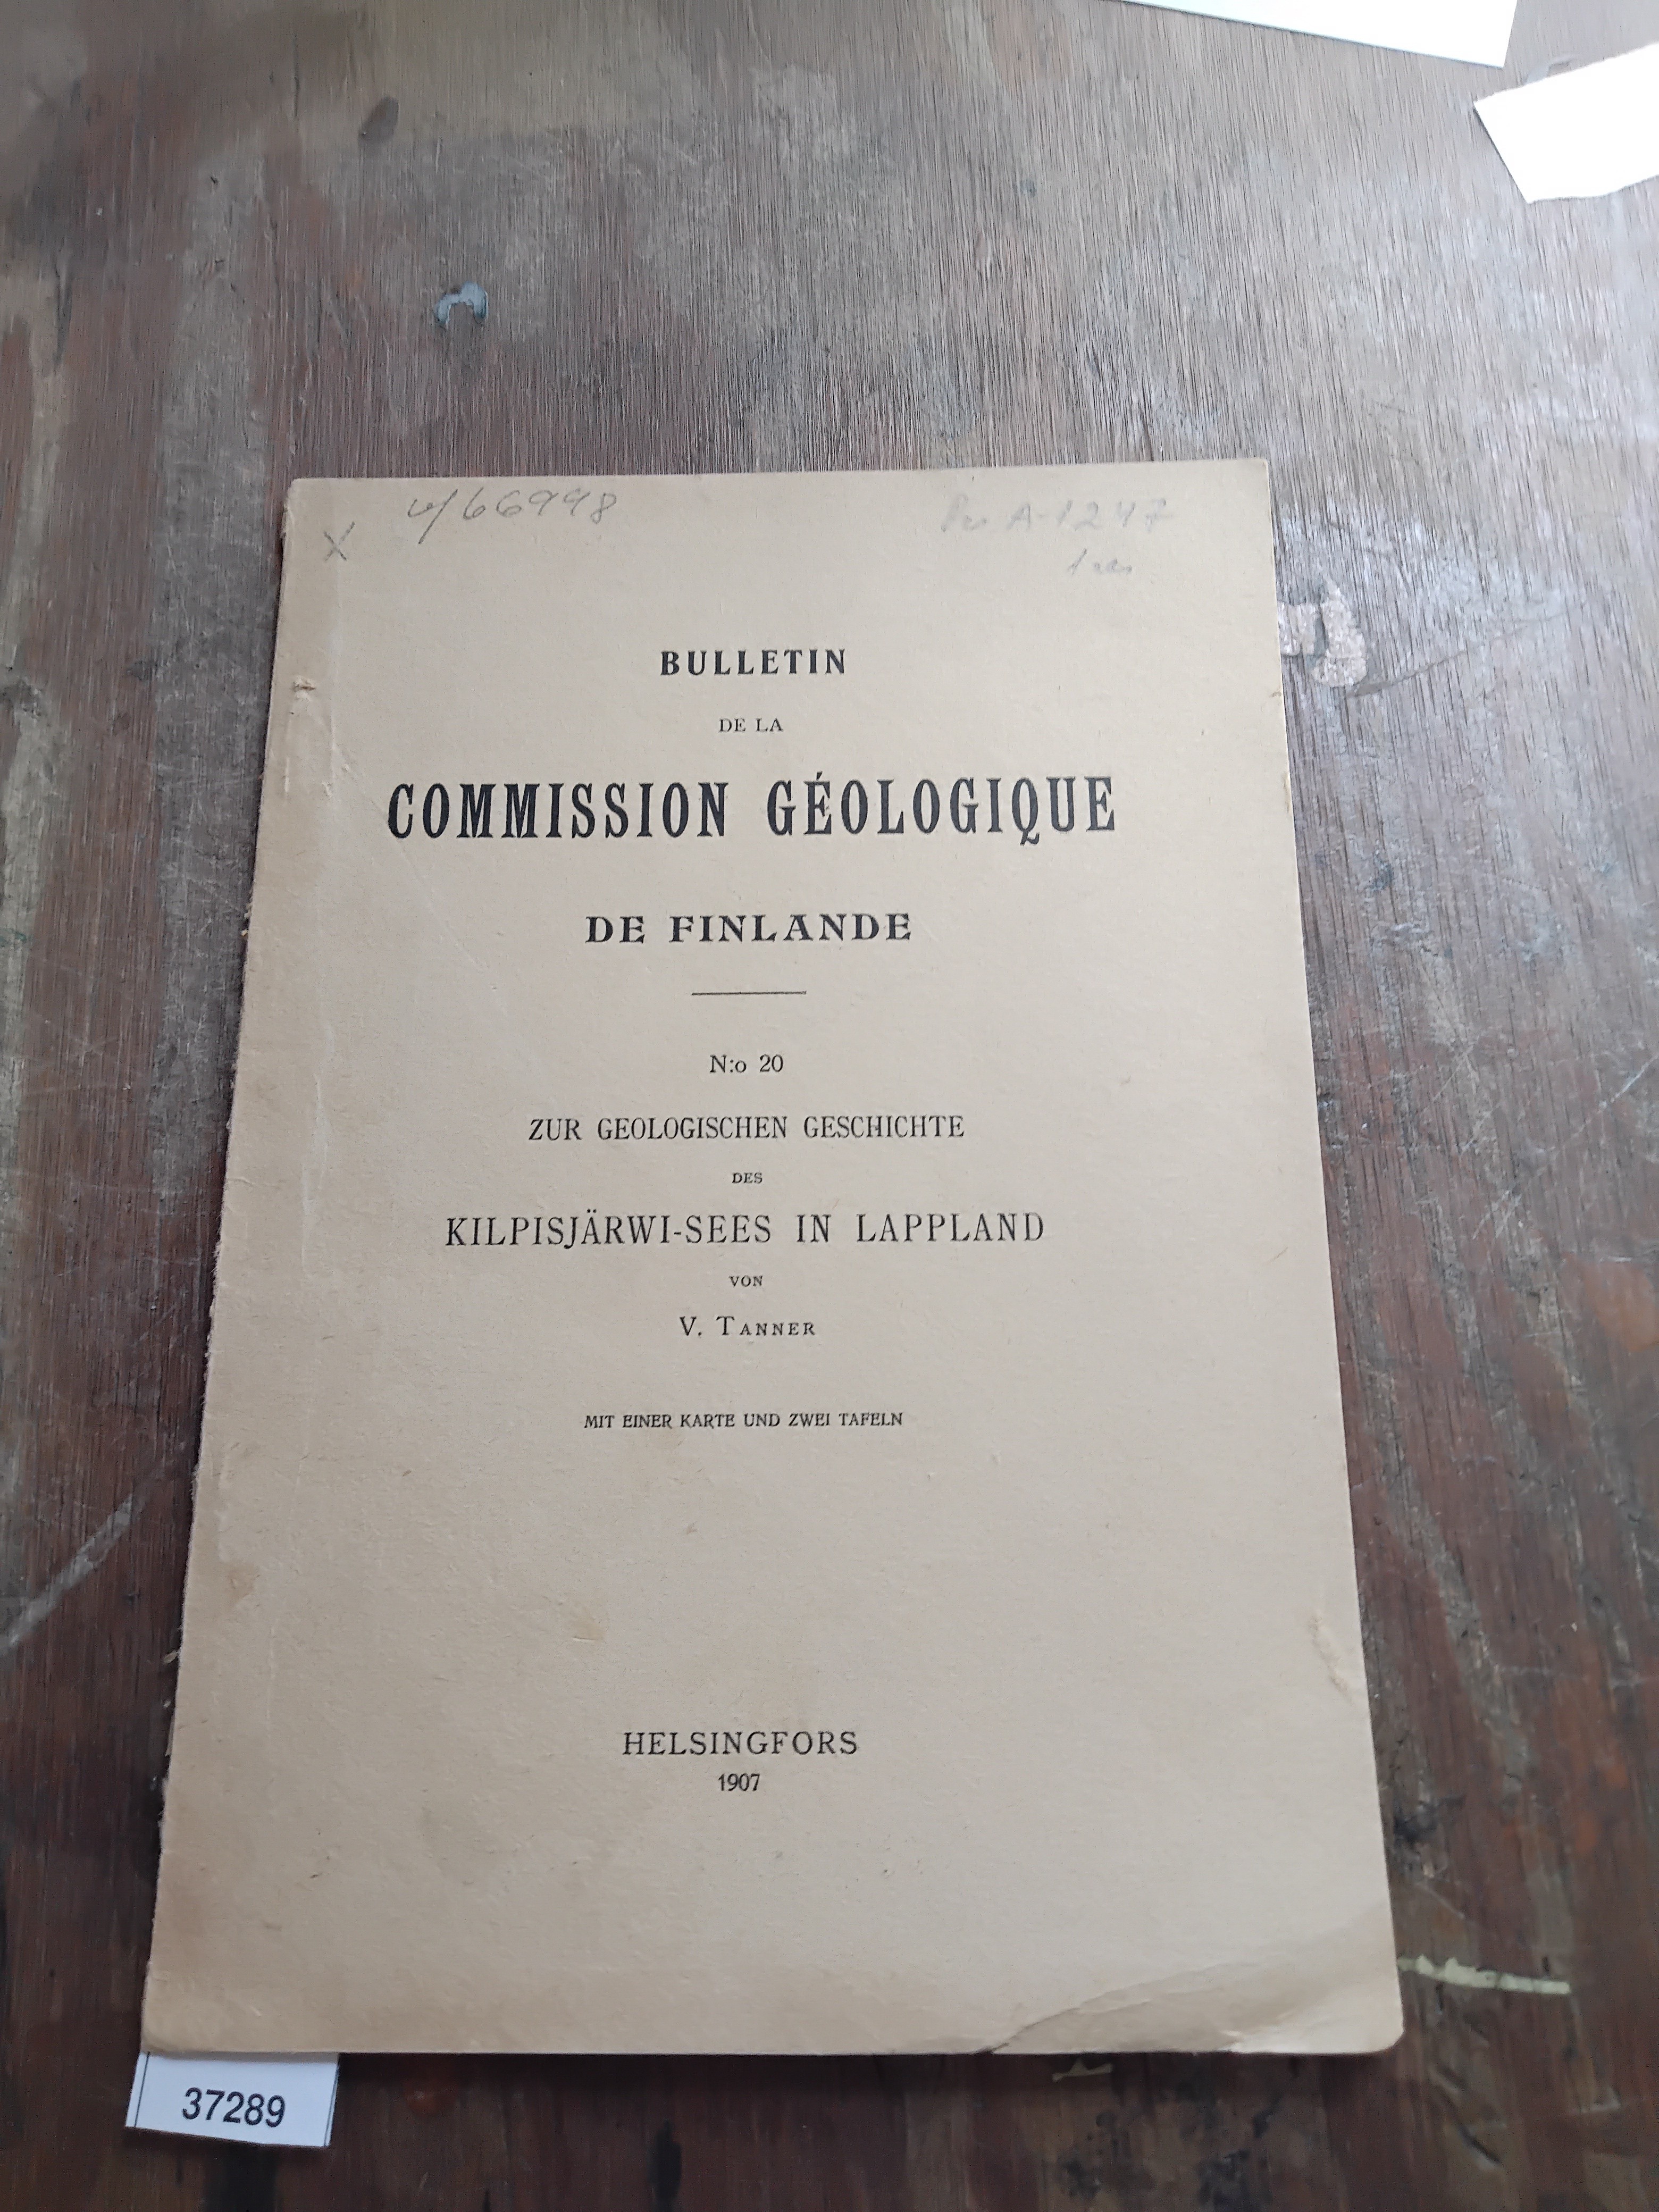 4/66998
X
A-1247
BULLETIN
DE LA
COMMISSION GÉOLOGIQUE
DE FINLANDE
N:o 20
ZUR GEOLOGISCHEN GESCHICHTE
DES
KILPISJÄRWI-SEES IN LAPPLAND
VON
V. TANNER
MIT EINER KARTE UND ZWEI TAFELN
HELSINGFORS
1907
37289